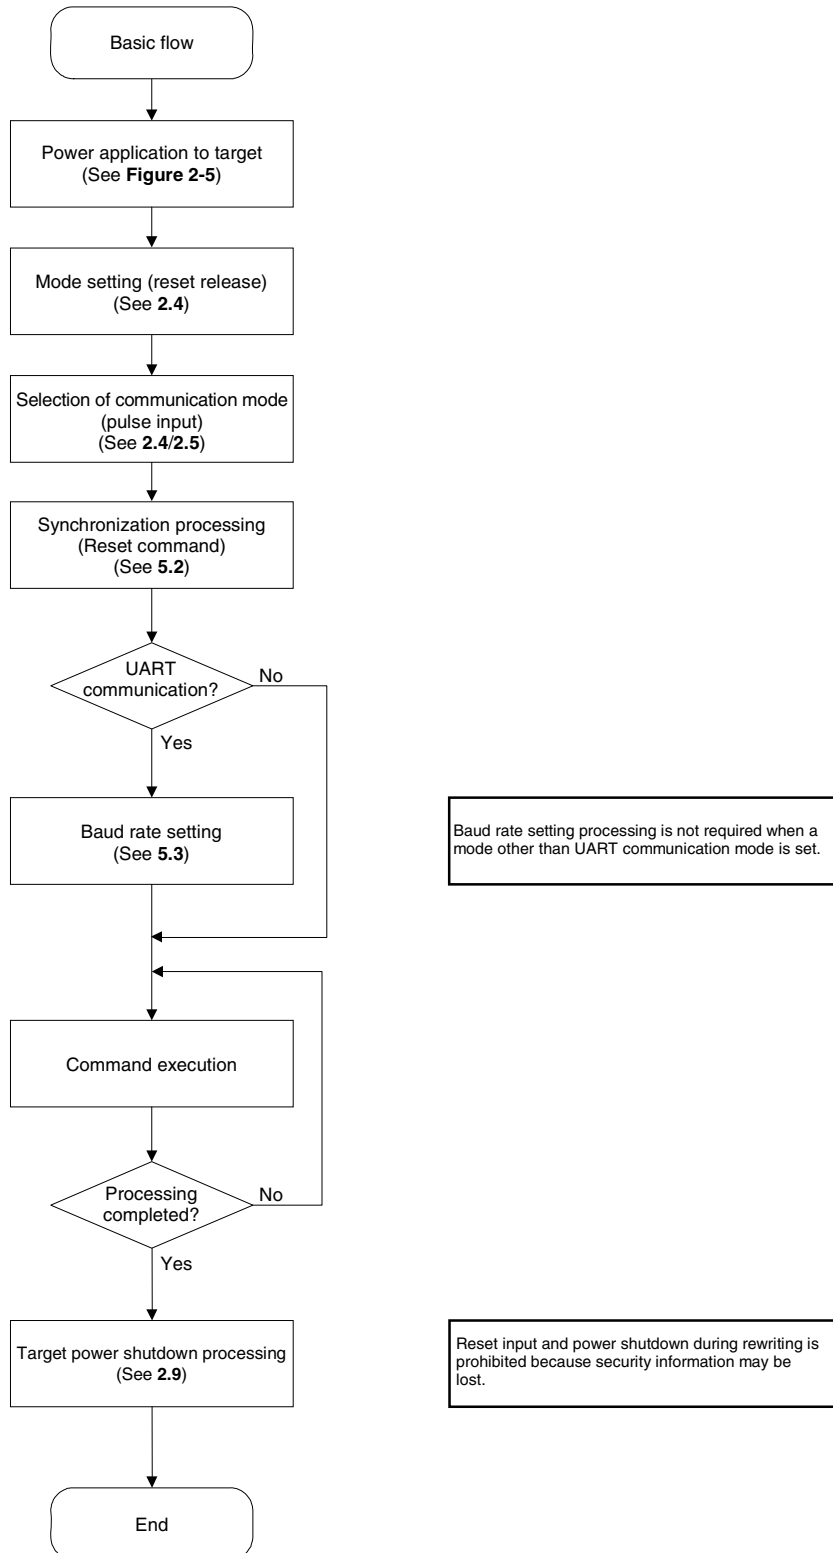 Basic flow
Power application to target
(See Figure 2-5)
Mode setting (reset release)
(See 2.4)
Selection of communication mode
(pulse input)
(See 2.4/2.5)
Synchronization processing
(Reset command)
(See 5.2)
UART
communication?
No
Yes
Baud rate setting
(See 5.3)
Baud rate setting processing is not required when a
mode other than UART communication mode is set.
Command execution
Processing
completed?
No
Yes
Target power shutdown processing
(See 2.9)
Reset input and power shutdown during rewriting is
prohibited because security information may be
lost.
End